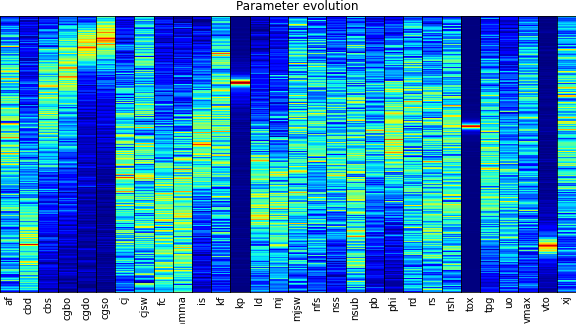 Parameter evolution
af
cbd
cbs
cgbo
cgdo
cgso
cj
cjsw
fc
is
kf
kp
ld
mj
mjsw
nfs
nss
nsub
pb
phi
rd
rs
rsh
tox
tpg
uo
vmax
vto
xj